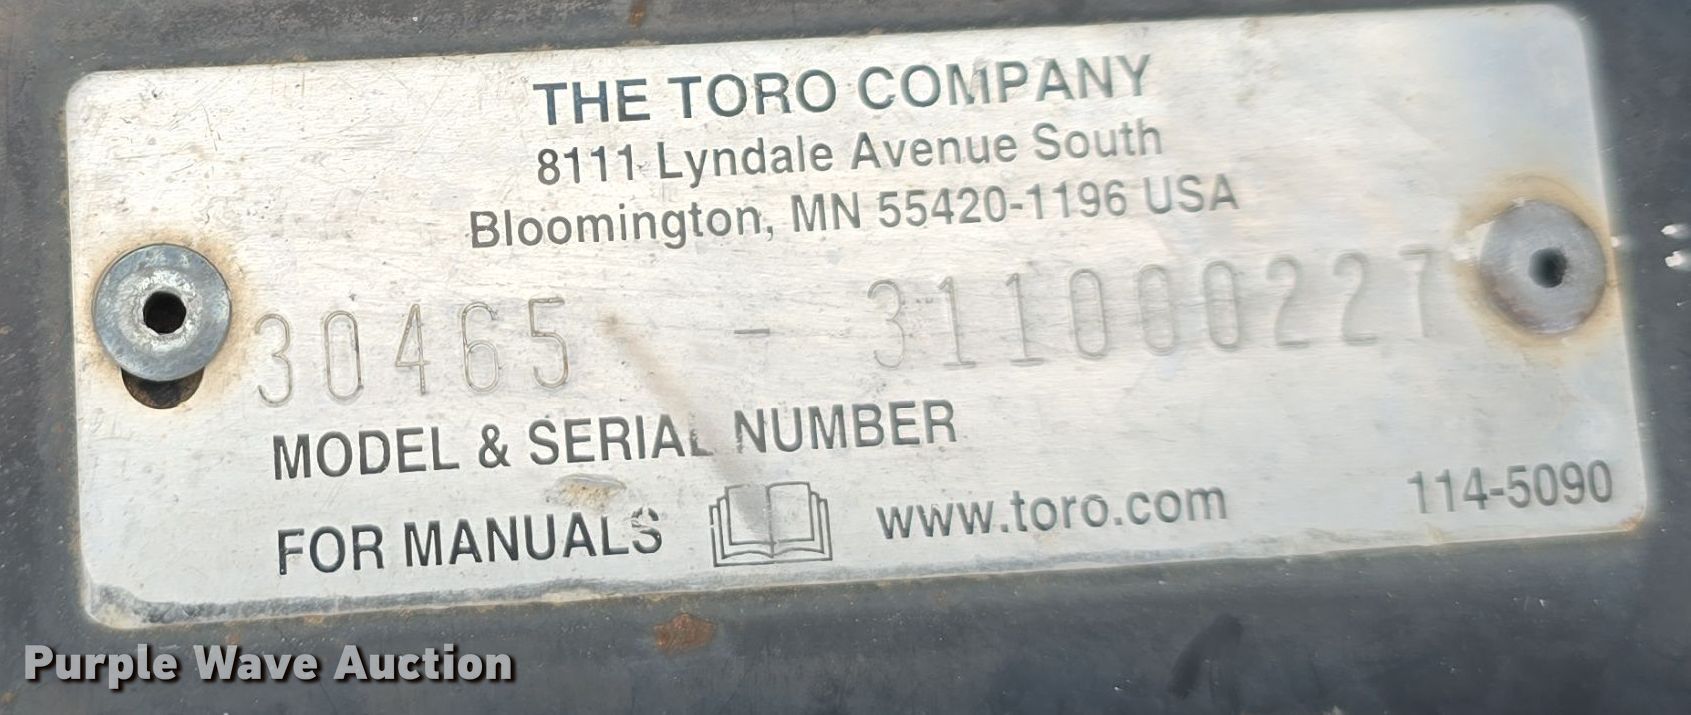 THE TORO COMPANY
8111 Lyndale Avenue South
Bloomington, MN 55420-1196 USA
30465 - 311000227
MODEL & SERIAL NUMBER
FOR MANUALS www.toro.com 114-5090
Purple Wave Auction